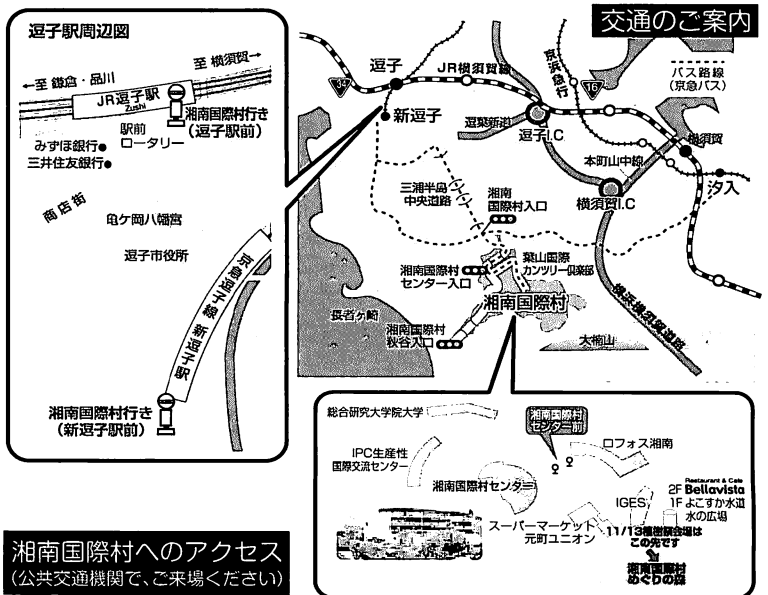 交通のご案内
逗子駅周辺図
至 横須賀→
←至 鎌倉・品川
JR逗子駅
Zushi
湘南国際村行き
(逗子駅前)
駅前
ロータリー
みずほ銀行●
三井住友銀行●
商店街
亀ケ岡八幡宮
逗子市役所
京急逗子線 新逗子駅
湘南国際村行き
(新逗子駅前)
逗子
JR横須賀線
京浜急行
バス路線
(京急バス)
34
16
新逗子
逗葉新道
逗子I.C
横須賀
本町山中線
汐入
三浦半島
中央道路
湘南
国際村入口
横須賀I.C
湘南国際村
センター入口
葉山国際
カンツリー倶楽部
湘南国際村
長者ケ崎
湘南国際村
秋谷入口
大楠山
横浜横須賀道路
総合研究大学院大学
湘南国際村
センター前
ロフォス湘南
IPC生産性
国際交流センター
湘南国際村センター
Restaurant & Cafe
2F Bellavista
IGES
1F よこすか水道
水の広場
スーパーマーケット
元町ユニオン
11/13植樹祭会場は
この先です
湘南国際村
めぐりの森
湘南国際村へのアクセス
(公共交通機関で、ご来場ください)